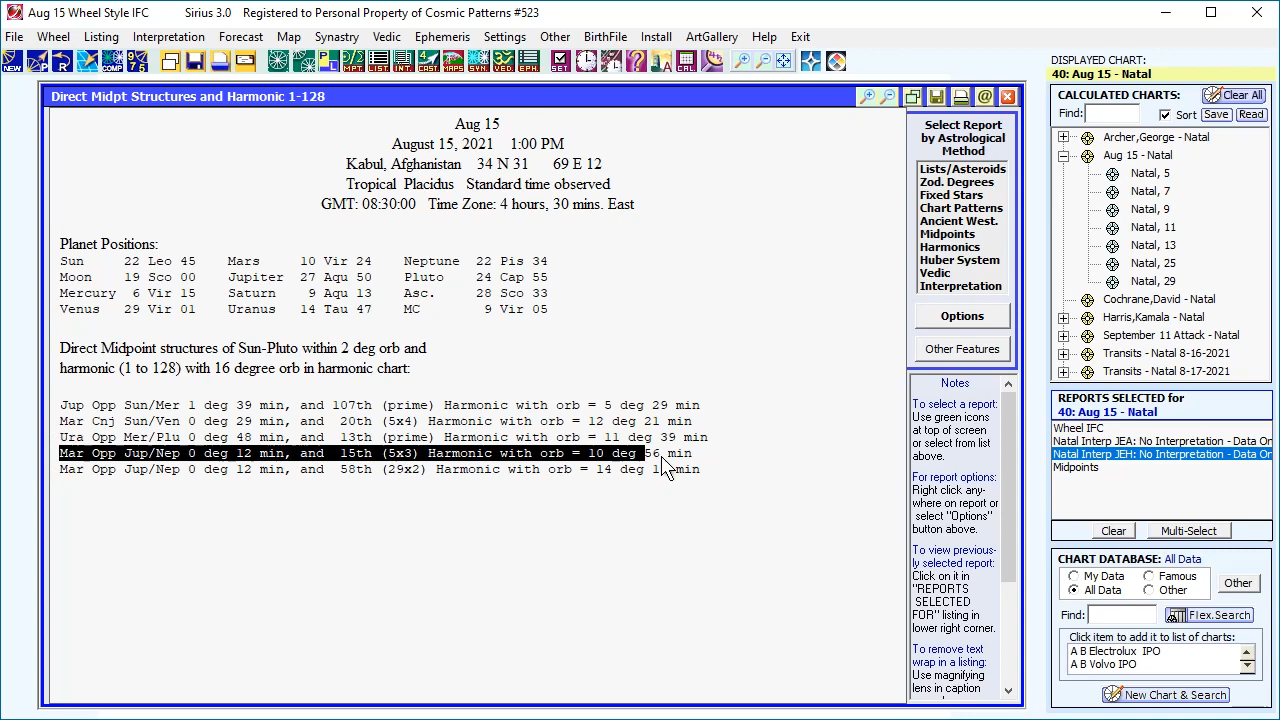 Aug 15 Wheel Style IFC Sirius 3.0 Registered to Personal Property of Cosmic Patterns #523
File Wheel Listing Interpretation Forecast Map Synastry Vedic Ephemeris Settings Other BirthFile Install ArtGallery Help Exit
Direct Midpt Structures and Harmonic 1-128
Aug 15
August 15, 2021 1:00 PM
Kabul, Afghanistan 34 N 31 69 E 12
Tropical Placidus Standard time observed
GMT: 08:30:00 Time Zone: 4 hours, 30 mins. East
Planet Positions:
Sun 22 Leo 45 Mars 10 Vir 24 Neptune 22 Pis 34
Moon 19 Sco 00 Jupiter 27 Aqu 50 Pluto 24 Cap 55
Mercury 6 Vir 15 Saturn 9 Aqu 13 Asc. 28 Sco 33
Venus 29 Vir 01 Uranus 14 Tau 47 MC 9 Vir 05
Direct Midpoint structures of Sun-Pluto within 2 deg orb and
harmonic (1 to 128) with 16 degree orb in harmonic chart:
Jup Opp Sun/Mer 1 deg 39 min, and 107th (prime) Harmonic with orb = 5 deg 29 min
Mar Cnj Sun/Ven 0 deg 29 min, and 20th (5x4) Harmonic with orb = 12 deg 21 min
Ura Opp Mer/Plu 0 deg 48 min, and 13th (prime) Harmonic with orb = 11 deg 39 min
Mar Opp Jup/Nep 0 deg 12 min, and 15th (5x3) Harmonic with orb = 10 deg 56 min
Mar Opp Jup/Nep 0 deg 12 min, and 58th (29x2) Harmonic with orb = 14 deg min
Select Report
by Astrological
Method
Lists/Asteroids
Zod. Degrees
Fixed Stars
Chart Patterns
Ancient West.
Midpoints
Harmonics
Huber System
Vedic
Interpretation
Options
Other Features
Notes
To select a report:
Use green icons
at top of screen
or select from list
above.
For report options:
Right click any-
where on report or
select "Options"
button above.
To view previous-
ly selected report:
Click on it in
"REPORTS
SELECTED
FOR" listing in
lower right corner.
To remove text
wrap in a listing:
Use magnifying
lens in caption
DISPLAYED CHART:
40: Aug 15 - Natal
CALCULATED CHARTS: Clear All
Find: Sort Save Read
Archer,George - Natal
Aug 15 - Natal
Natal, 5
Natal, 7
Natal, 9
Natal, 11
Natal, 13
Natal, 25
Natal, 29
Cochrane,David - Natal
Harris,Kamala - Natal
September 11 Attack - Natal
Transits - Natal 8-16-2021
Transits - Natal 8-17-2021
REPORTS SELECTED for
40: Aug 15 - Natal
Wheel IFC
Natal Interp JEA: No Interpretation - Data On
Natal Interp JEH: No Interpretation - Data On
Midpoints
Clear Multi-Select
CHART DATABASE: All Data
My Data Famous
All Data Other
Other
Find: Flex.Search
Click item to add it to list of charts:
A B Electrolux IPO
A B Volvo IPO
New Chart & Search